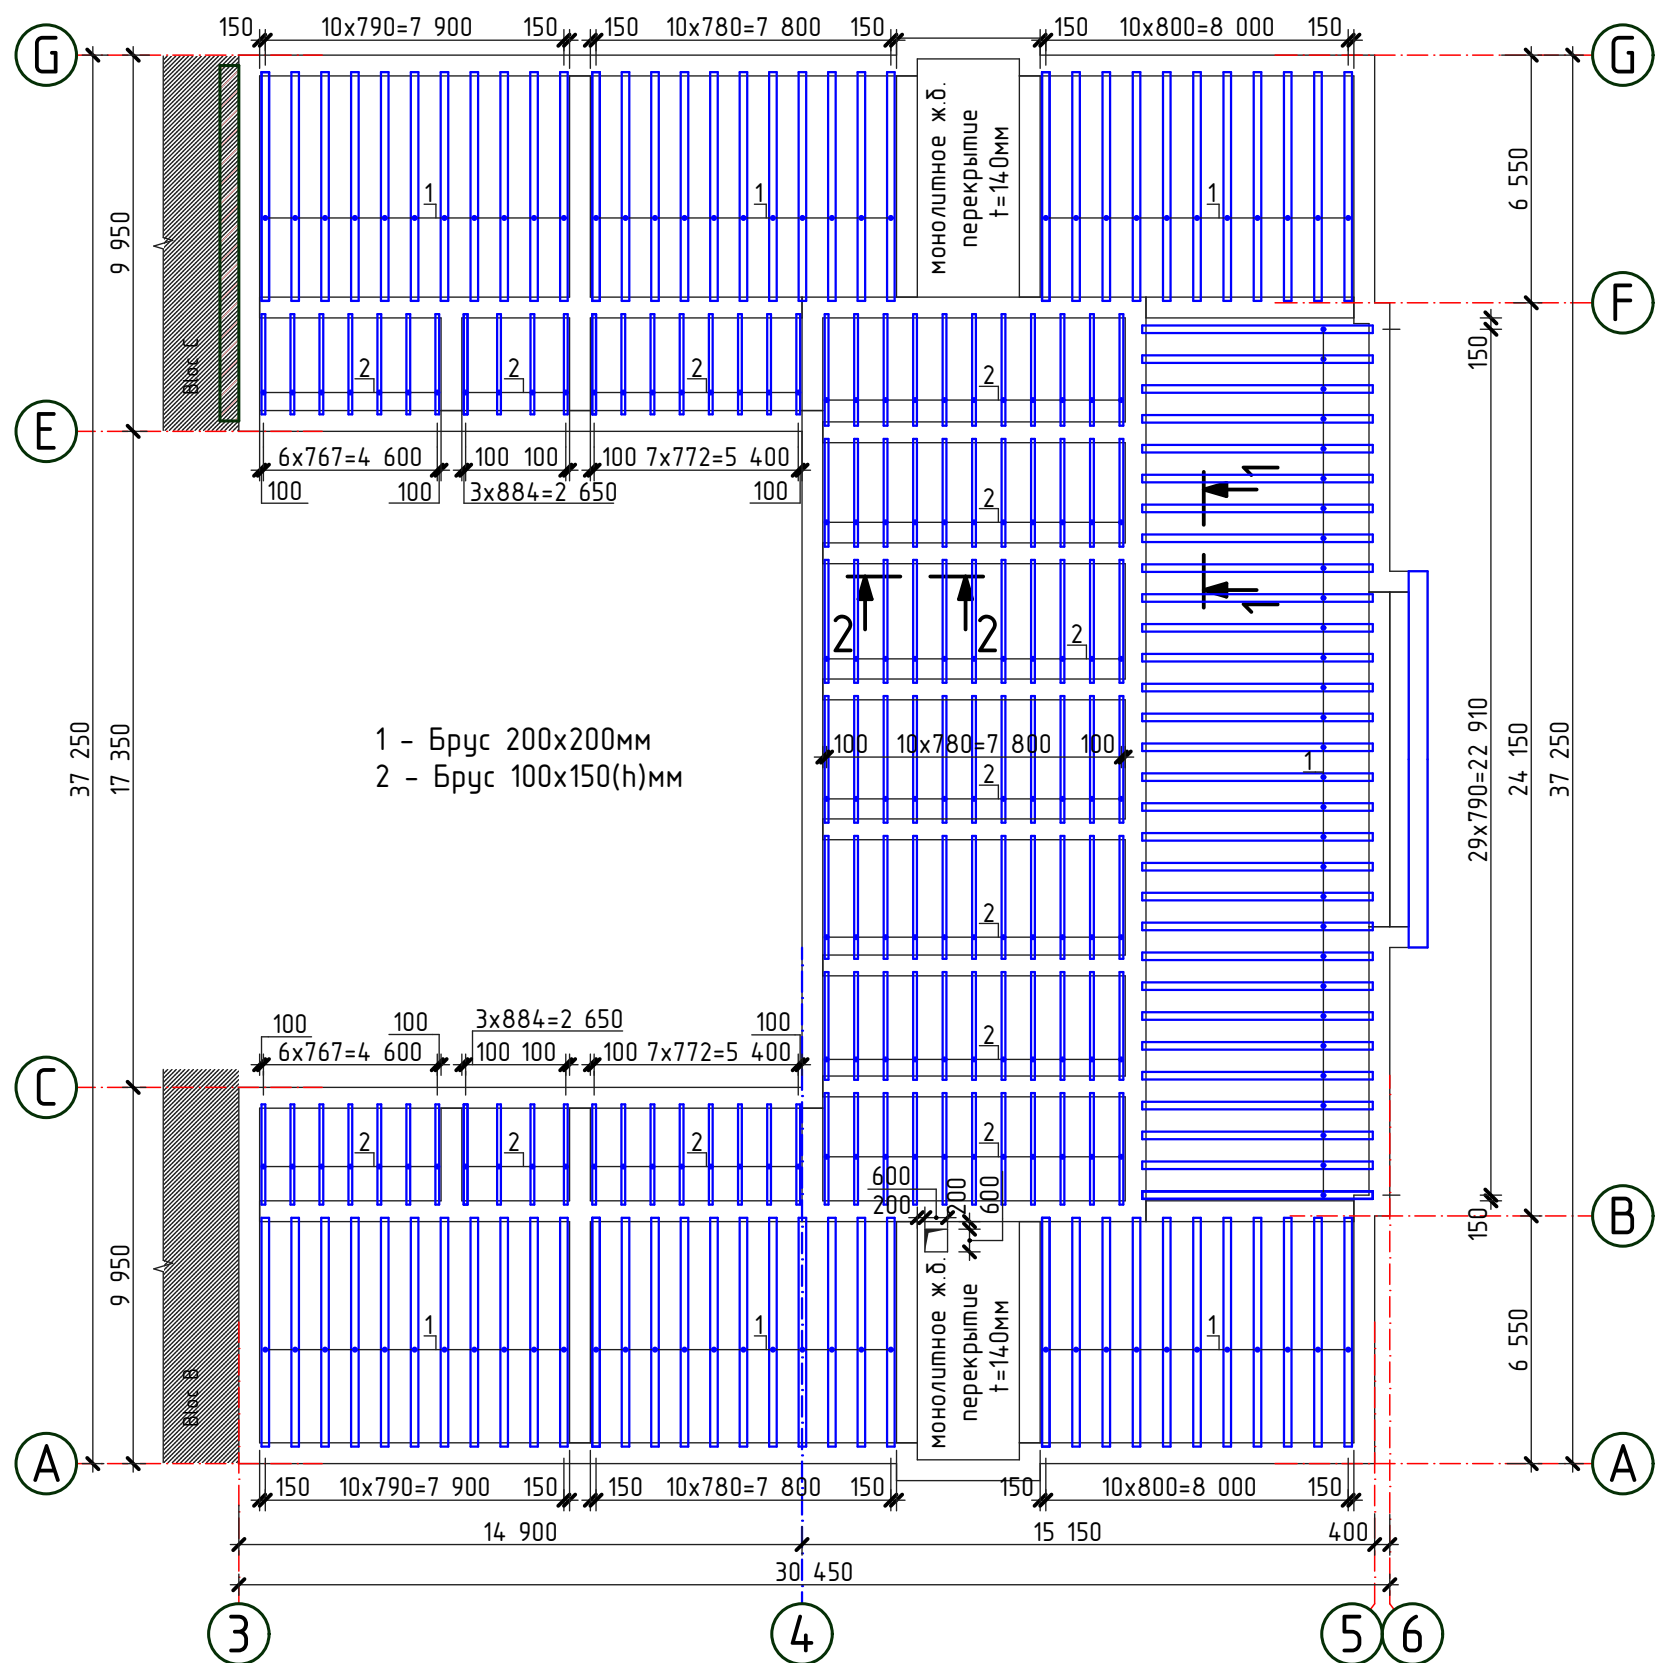 150 10x790=7 900 150 150 10x780=7 800 150 150 10x800=8 000 150
G G
монолитное ж.б.
перекрытие
t=140мм
1 1 1
9 950
6 550
F
Bloc C
2 2 2 2
150
E
6x767=4 600 100 100 100 7x772=5 400
100 100 3x884=2 650 100
2
1
1
2 2
2
37 250
17 350
1 - Брус 200x200мм
2 - Брус 100x150(h)мм
100 10x780=7 800 100
2
1
29x790=22 910
24 150
37 250
2
100 100 3x884=2 650 100
6x767=4 600 100 100 100 7x772=5 400
2
C
2 2 2 2
600
200
200
600
B
150
9 950
6 550
Bloc B
1 1 1
монолитное ж.б.
перекрытие
t=140мм
A A
150 10x790=7 900 150 150 10x780=7 800 150 150 10x800=8 000 150
14 900 15 150 400
30 450
3 4 5 6